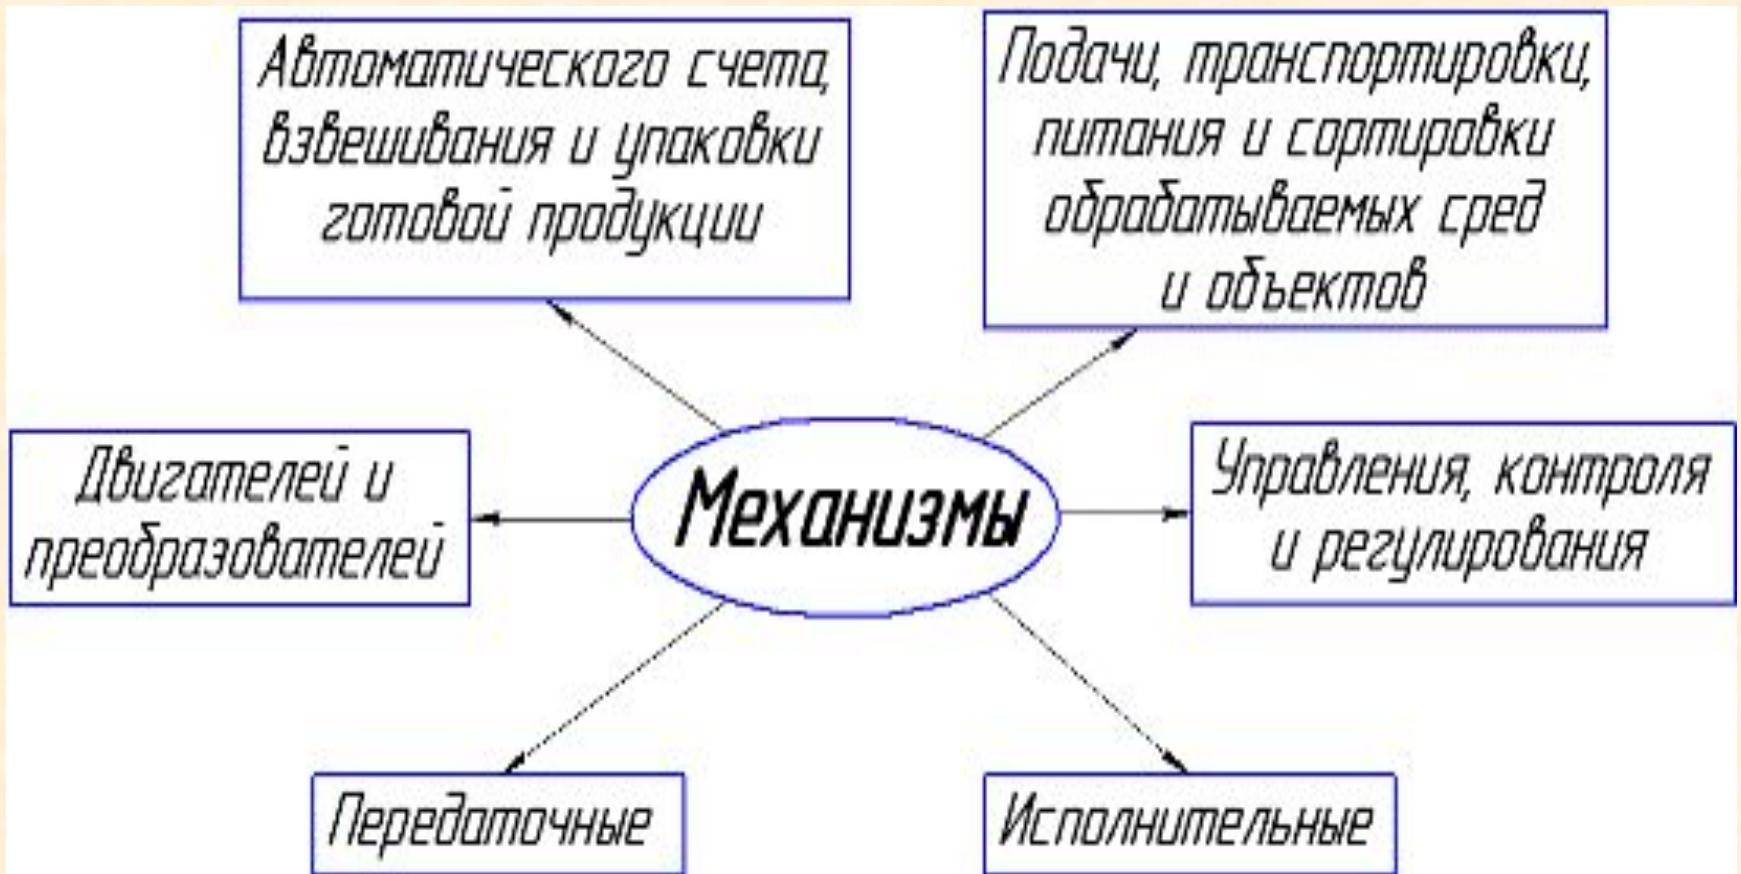 Автоматического счета,
взвешивания и упаковки
готовой продукции
Подачи, транспортировки,
питания и сортировки
обрабатываемых сред
и объектов
Двигателей и
преобразователей
Механизмы
Управления, контроля
и регулирования
Передаточные
Исполнительные